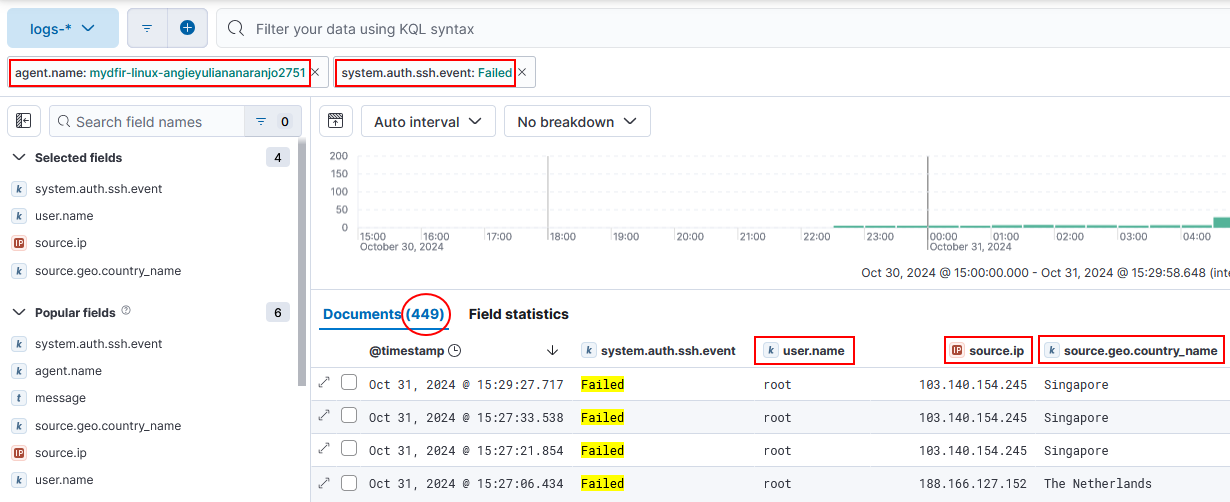 logs-*
Filter your data using KQL syntax
agent.name: mydfir-linux-angieyuliananaranjo2751 system.auth.ssh.event: Failed
Search field names 0
Auto interval No breakdown
Selected fields 4
system.auth.ssh.event
user.name
source.ip
source.geo.country_name
Popular fields 6
system.auth.ssh.event
agent.name
message
source.geo.country_name
source.ip
user.name
200
150
100
50
0
15:00 16:00 17:00 18:00 19:00 20:00 21:00 22:00 23:00 00:00 01:00 02:00 03:00 04:00
October 30, 2024 October 31, 2024
Oct 30, 2024 @ 15:00:00.000 - Oct 31, 2024 @ 15:29:58.648 (inte
Documents (449) Field statistics
@timestamp k system.auth.ssh.event k user.name IP source.ip k source.geo.country_name
Oct 31, 2024 @ 15:29:27.717 Failed root 103.140.154.245 Singapore
Oct 31, 2024 @ 15:27:33.538 Failed root 103.140.154.245 Singapore
Oct 31, 2024 @ 15:27:21.854 Failed root 103.140.154.245 Singapore
Oct 31, 2024 @ 15:27:06.434 Failed root 188.166.127.152 The Netherlands